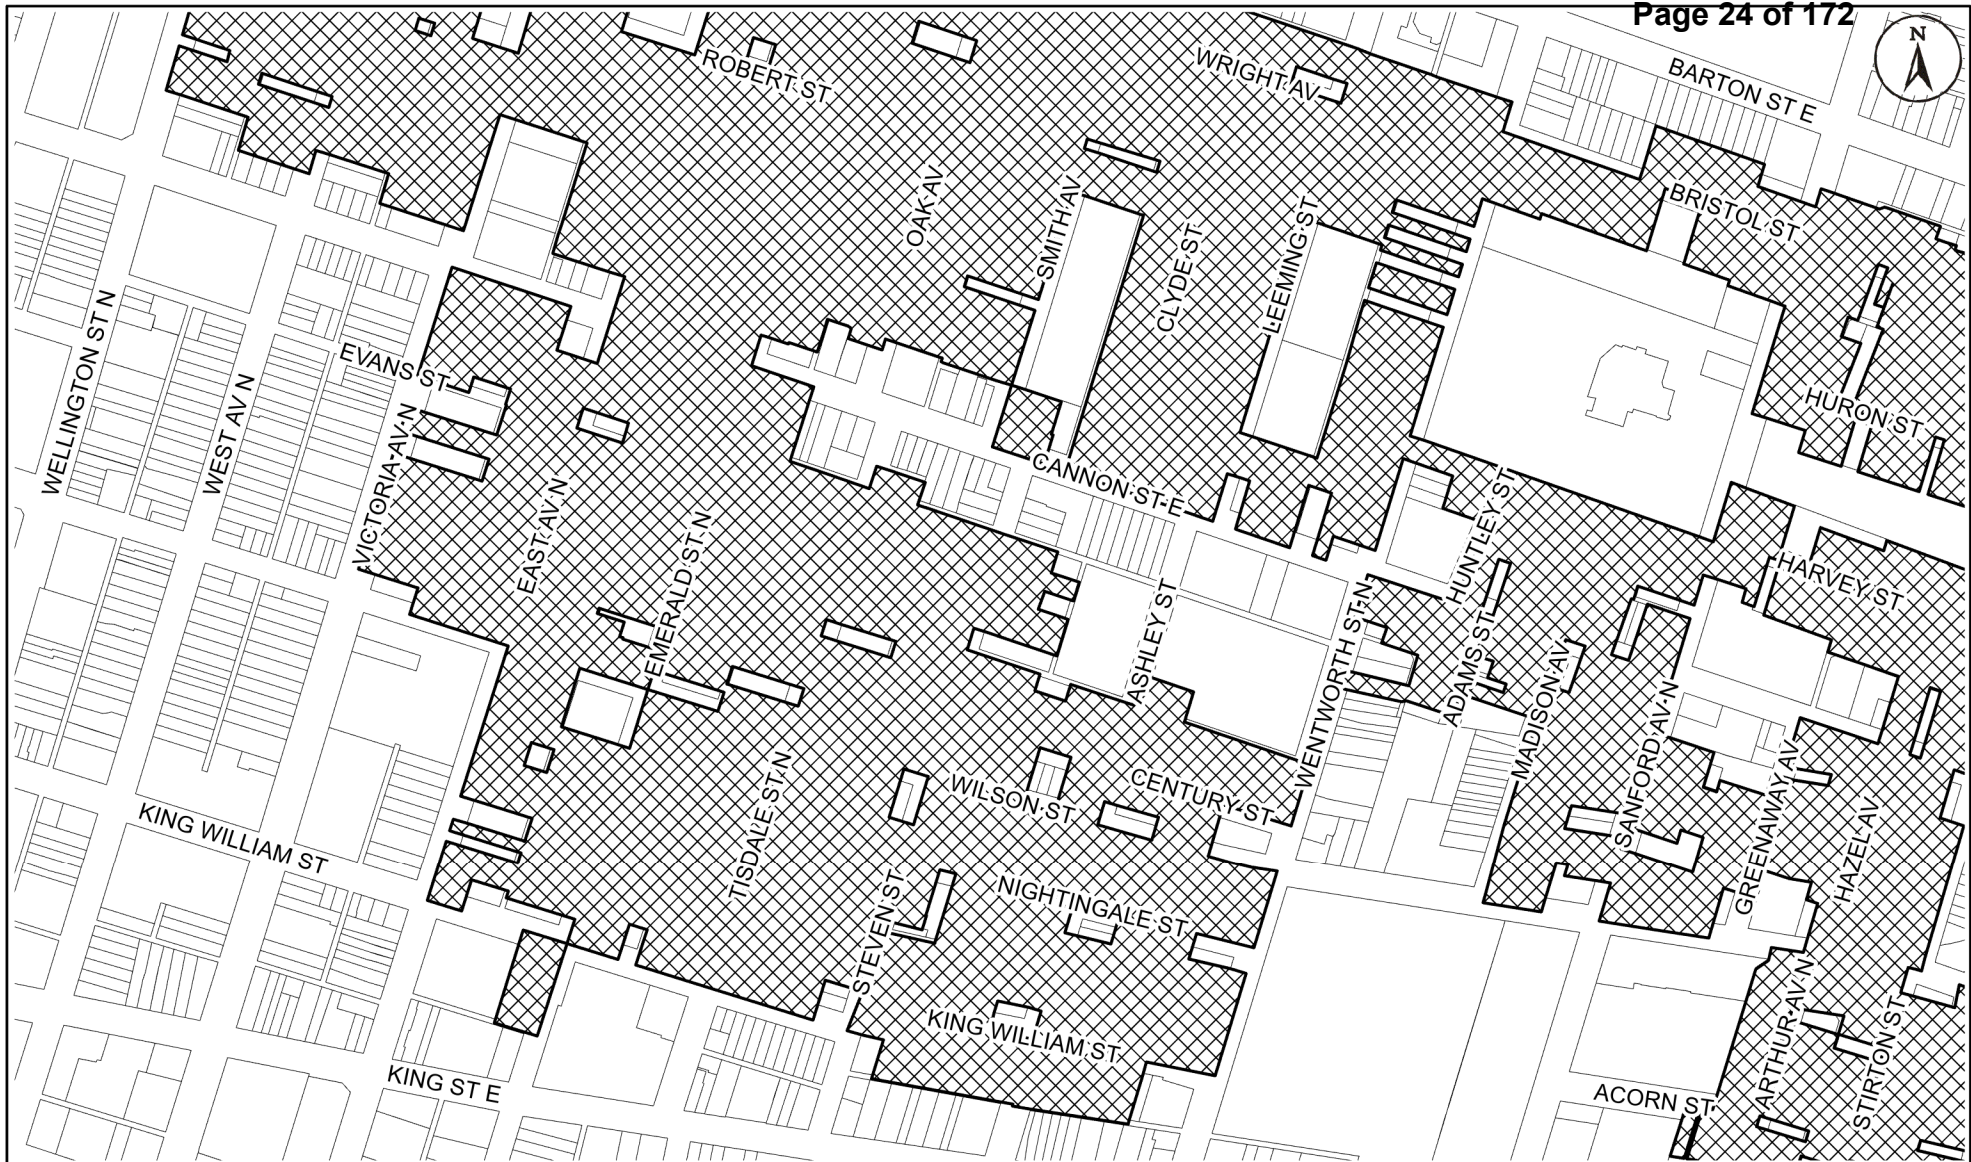 Page 24 of 172
N
BARTON ST E
ROBERT ST
WRIGHT AV
BRISTOL ST
OAK AV
SMITH AV
CLYDE ST
LEEMING ST
WELLINGTON ST N
WEST AV N
EVANS ST
VICTORIA AV N
HURON ST
CANNON ST E
EAST AV N
EMERALD ST N
HUNTLEY ST
HARVEY ST
ASHLEY ST
WENTWORTH ST N
ADAMS ST
MADISON AV
SANFORD AV N
KING WILLIAM ST
TISDALE ST N
WILSON ST
CENTURY ST
GREENAWAY AV
HAZEL AV
STEVEN ST
NIGHTINGALE ST
KING WILLIAM ST
KING ST E
ACORN ST
ARTHUR AV N
STIRTON ST